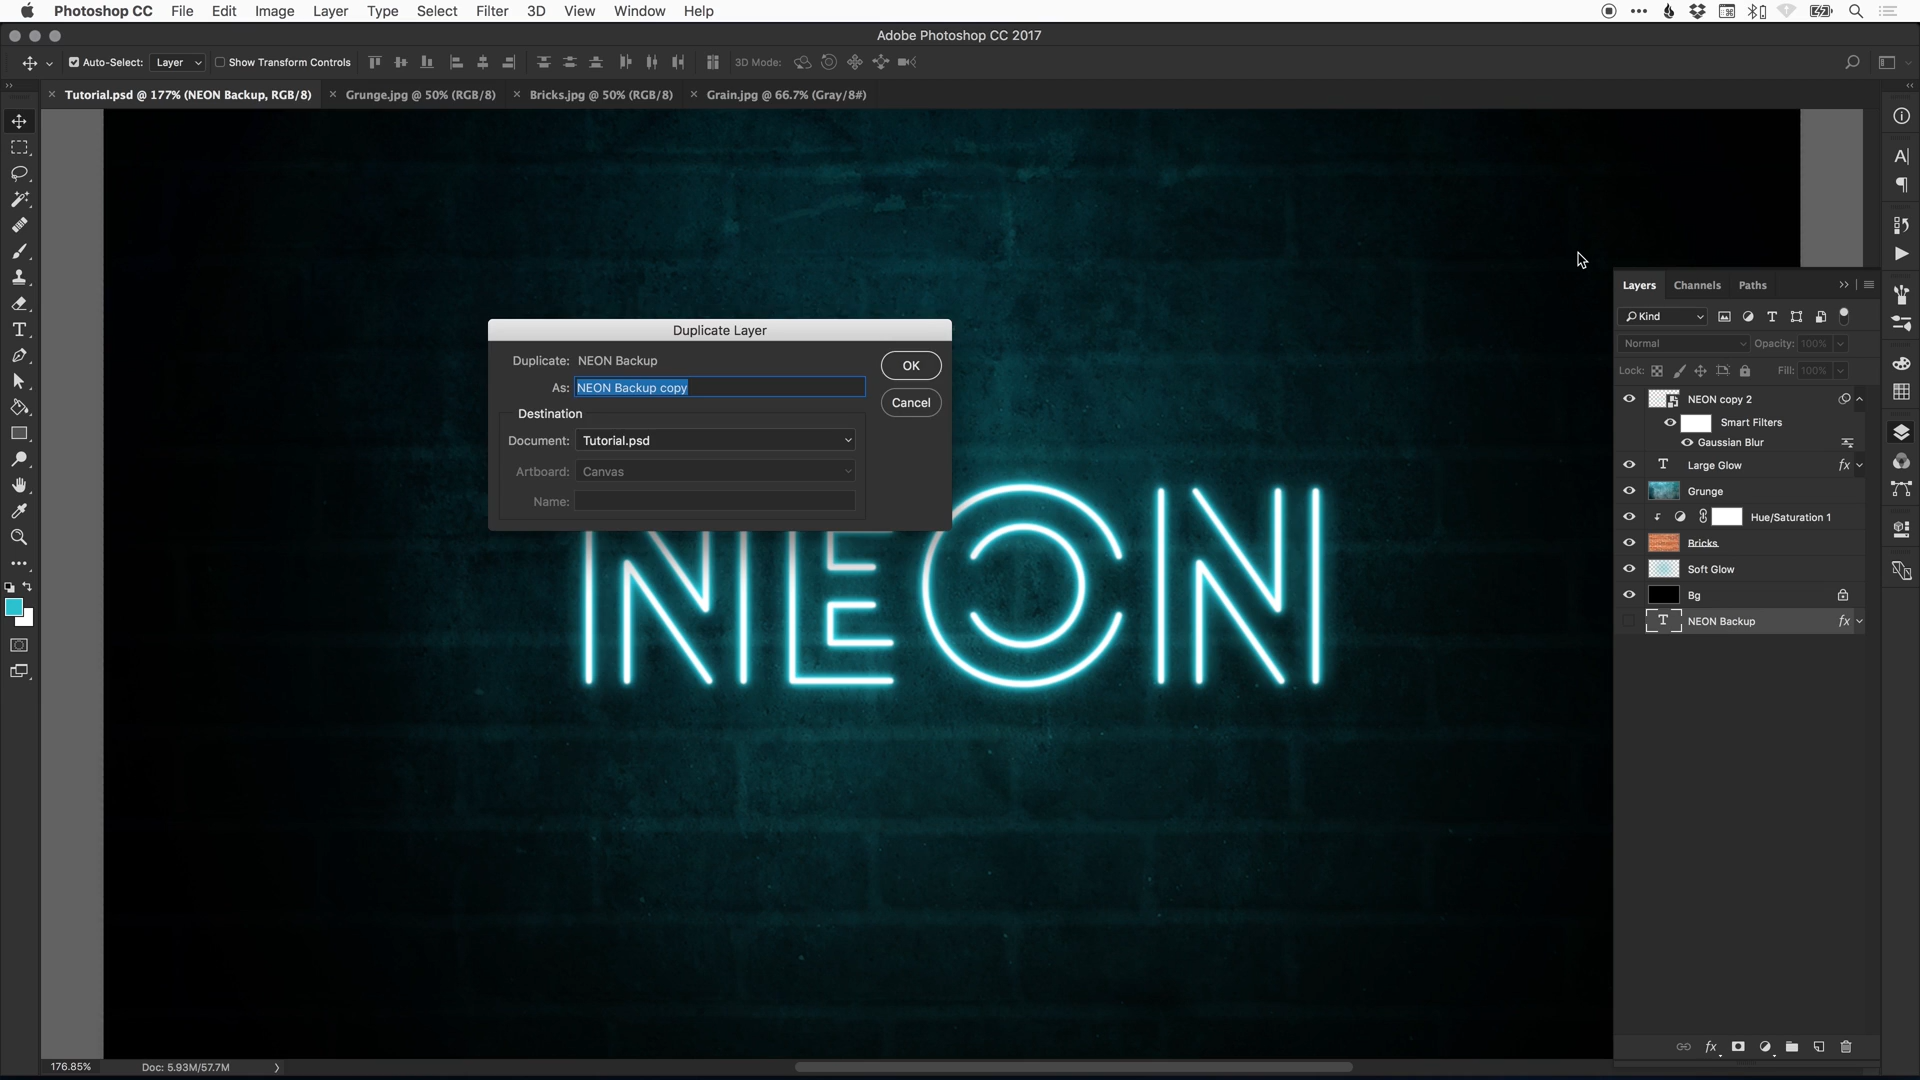 Photoshop CC File Edit Image Layer Type Select Filter 3D View Window Help
Adobe Photoshop CC 2017
Auto-Select: Layer Show Transform Controls 3D Mode:
Tutorial.psd @ 177% (NEON Backup, RGB/8) Grunge.jpg @ 50% (RGB/8) Bricks.jpg @ 50% (RGB/8) Grain.jpg @ 66.7% (Gray/8#)
Layers Channels Paths
Kind
Normal Opacity: 100%
Lock: Fill: 100%
NEON copy 2
Smart Filters
Gaussian Blur
T Large Glow fx
Grunge
Hue/Saturation 1
Bricks
Soft Glow
Bg
T NEON Backup fx
Duplicate Layer
Duplicate: NEON Backup
As: NEON Backup copy
OK
Cancel
Destination
Document: Tutorial.psd
Artboard: Canvas
Name:
NEON
176.85% Doc: 5.93M/57.7M
fx